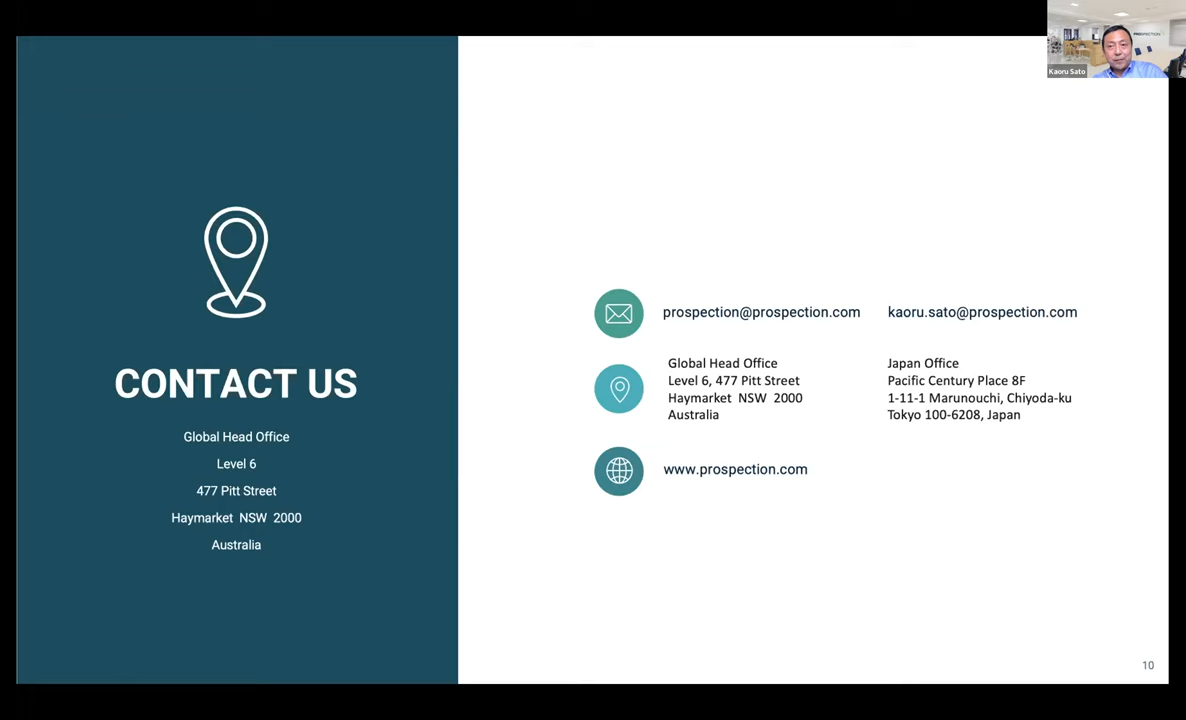 PROSPECTION
Kaoru Sato
CONTACT US
Global Head Office
Level 6
477 Pitt Street
Haymarket NSW 2000
Australia
prospection@prospection.com
kaoru.sato@prospection.com
Global Head Office
Level 6, 477 Pitt Street
Haymarket NSW 2000
Australia
Japan Office
Pacific Century Place 8F
1-11-1 Marunouchi, Chiyoda-ku
Tokyo 100-6208, Japan
www.prospection.com
10